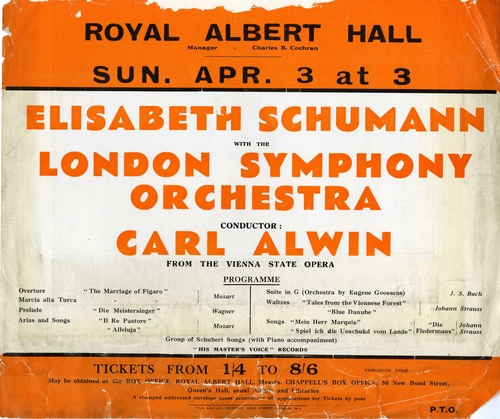 ROYAL ALBERT HALL
Manager - Charles B. Cochran
SUN. APR. 3 at 3
ELISABETH SCHUMANN
WITH THE
LONDON SYMPHONY
ORCHESTRA
CONDUCTOR:
CARL ALWIN
FROM THE VIENNA STATE OPERA
PROGRAMME
Overture "The Marriage of Figaro"
Marcia alla Turca - - Mozart
Prelude "Die Meistersinger" Wagner
Arias and Songs "Il Re Pastore"
"Alleluja" Mozart
Suite in G (Orchestra by Eugene Goossens) J. S. Bach
Waltzes "Tales from the Viennese Forest"
"Blue Danube" Johann Strauss
Songs "Mein Herr Marquis" "Die Johann
"Spiel ich die Unschukd vom Lande" Fledermaus" Strauss
Group of Schubert Songs (with Piano accompaniment)
"HIS MASTER'S VOICE" RECORDS
TICKETS FROM 1/4 TO 8/6
May be obtained at the BOX OFFICE, ROYAL ALBERT HALL, Messrs. CHAPPELL'S BOX OFFICE, 50 New Bond Street,
Queen's Hall, usual Agents and Libraries
A stamped addressed envelope must accompany all applications for Tickets by post
P.T.O.